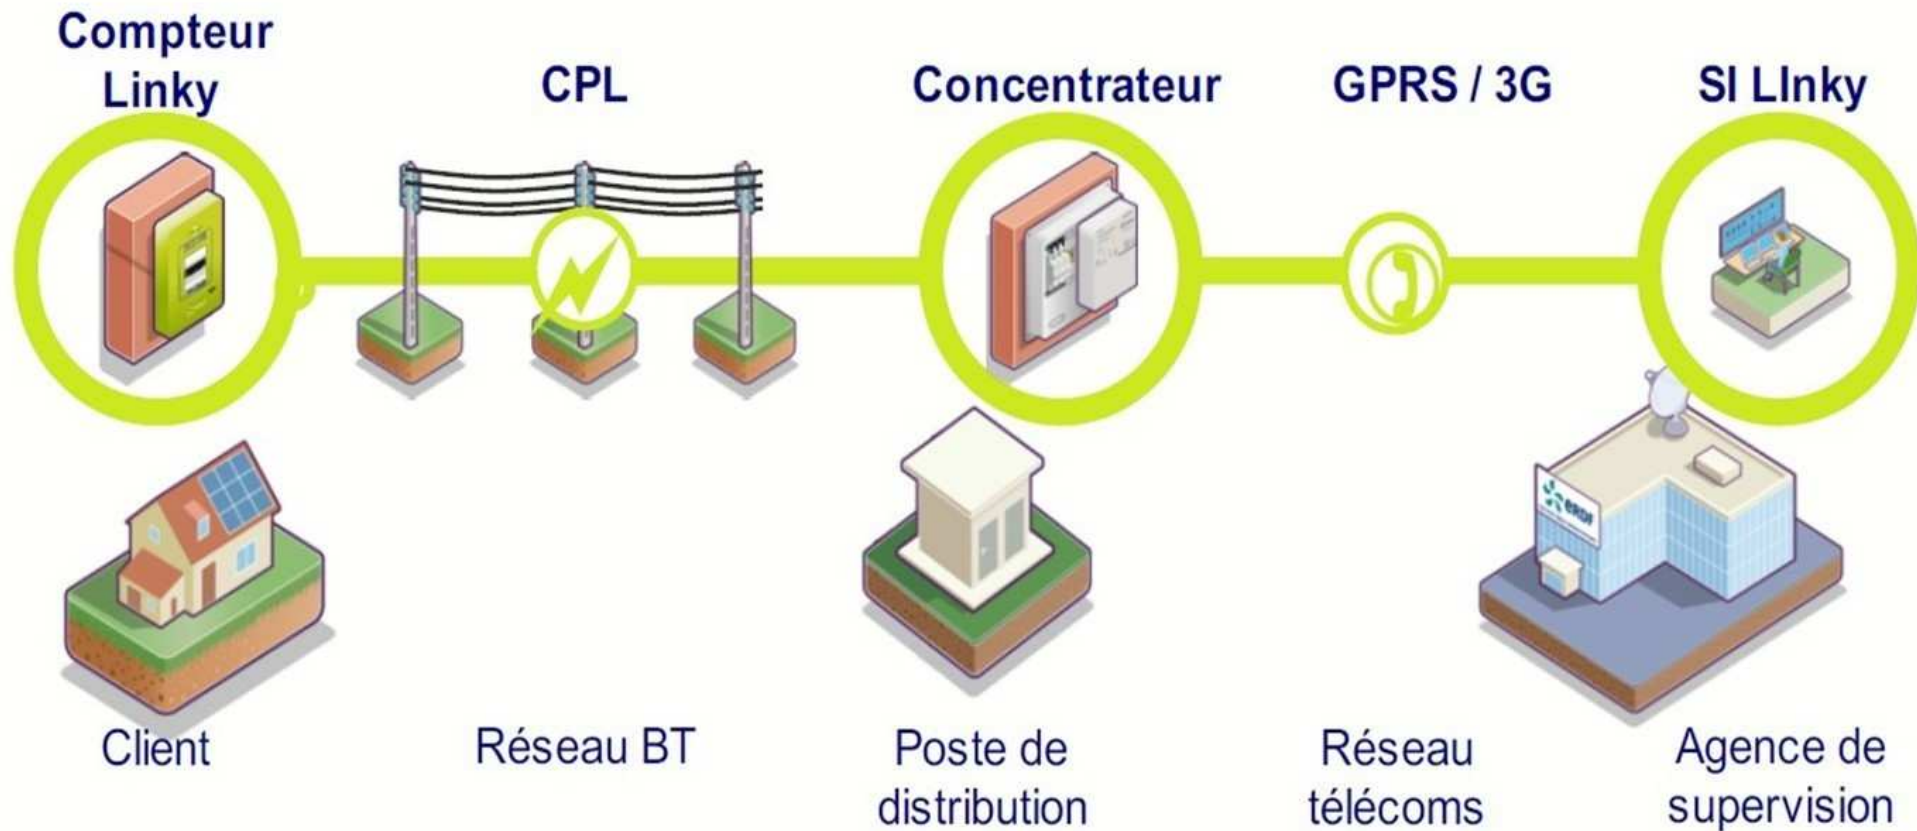 Compteur
Linky
CPL
Concentrateur
GPRS / 3G
SI LInky
eRDF
Client
Réseau BT
Poste de
distribution
Réseau
télécoms
Agence de
supervision